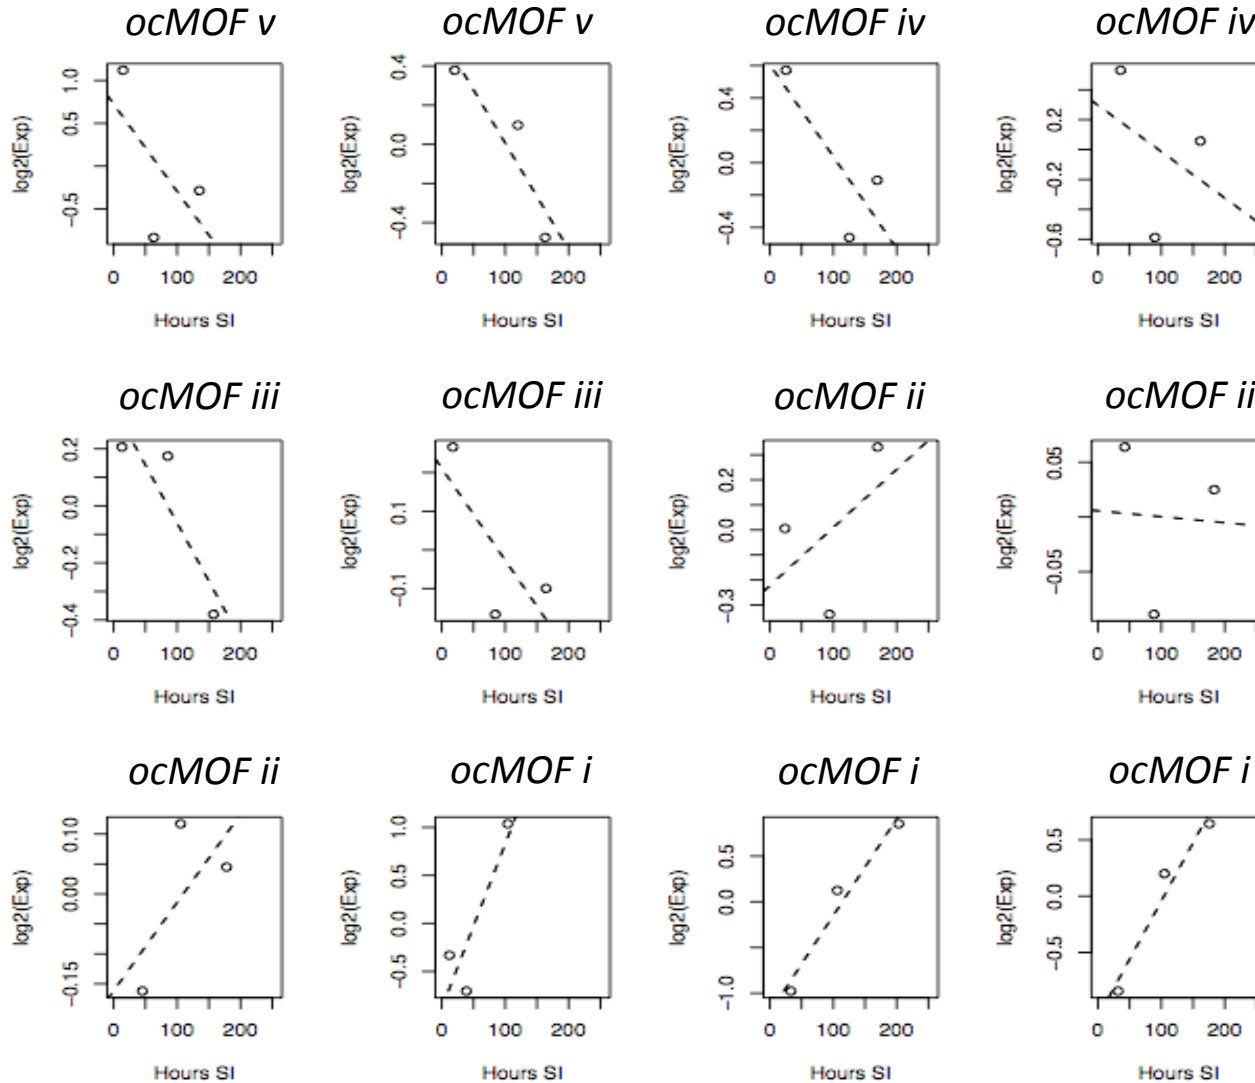 ocMOF v ocMOF v ocMOF iv ocMOF iv
log2(Exp) 1.0 0.5 -0.5 log2(Exp) 0.4 0.0 -0.4 log2(Exp) 0.4 0.0 -0.4 log2(Exp) 0.2 -0.2 -0.6
0 100 200 0 100 200 0 100 200 0 100 200
Hours SI Hours SI Hours SI Hours SI
ocMOF iii ocMOF iii ocMOF ii ocMOF ii
log2(Exp) 0.2 0.0 -0.2 -0.4 log2(Exp) 0.1 -0.1 log2(Exp) 0.2 0.0 -0.3 log2(Exp) 0.05 -0.05
0 100 200 0 100 200 0 100 200 0 100 200
Hours SI Hours SI Hours SI Hours SI
ocMOF ii ocMOF i ocMOF i ocMOF i
log2(Exp) 0.10 0.00 -0.15 log2(Exp) 1.0 0.5 0.0 -0.5 log2(Exp) 0.5 0.0 -1.0 log2(Exp) 0.5 0.0 -0.5
0 100 200 0 100 200 0 100 200 0 100 200
Hours SI Hours SI Hours SI Hours SI